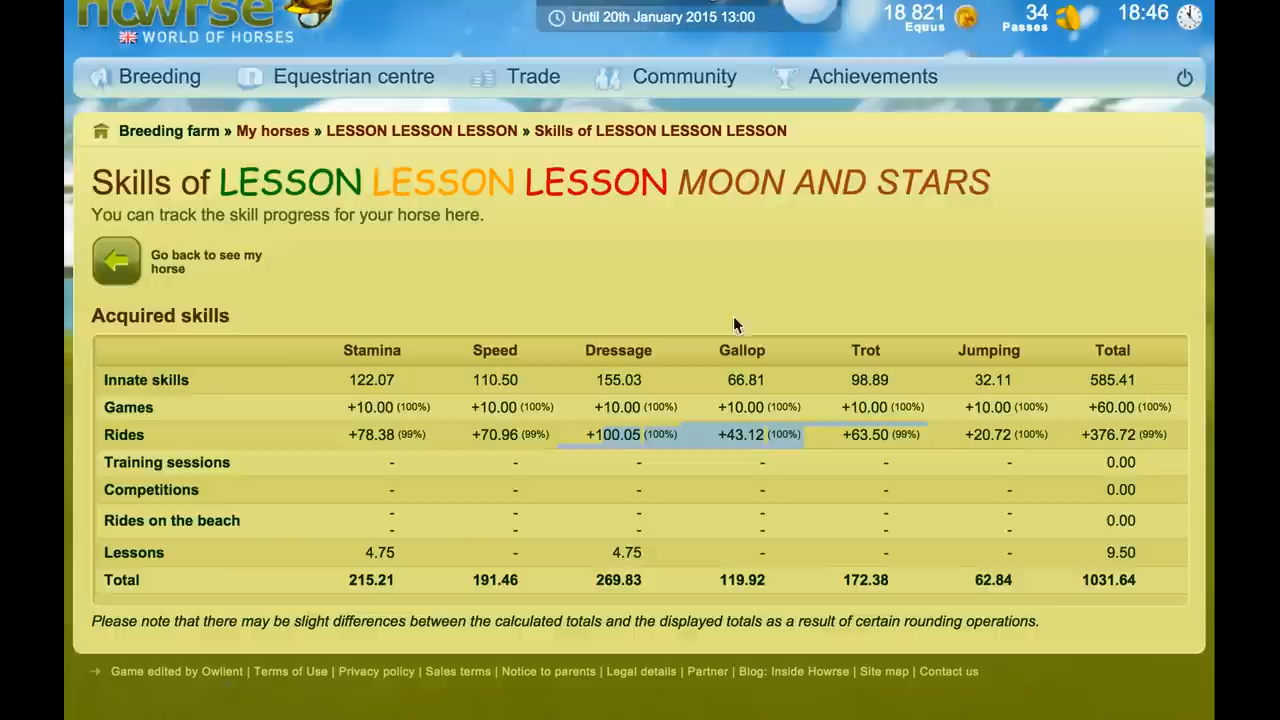 howrse
WORLD OF HORSES
Until 20th January 2015 13:00
18 821
Equus
34
Passes
18:46
Breeding Equestrian centre Trade Community Achievements
Breeding farm » My horses » LESSON LESSON LESSON » Skills of LESSON LESSON LESSON
Skills of LESSON LESSON LESSON MOON AND STARS
You can track the skill progress for your horse here.
Go back to see my
horse
Acquired skills
Stamina Speed Dressage Gallop Trot Jumping Total
Innate skills 122.07 110.50 155.03 66.81 98.89 32.11 585.41
Games +10.00 (100%) +10.00 (100%) +10.00 (100%) +10.00 (100%) +10.00 (100%) +10.00 (100%) +60.00 (100%)
Rides +78.38 (99%) +70.96 (99%) +100.05 (100%) +43.12 (100%) +63.50 (99%) +20.72 (100%) +376.72 (99%)
Training sessions - - - - - - 0.00
Competitions - - - - - - 0.00
Rides on the beach - - - - - - 0.00
- - - - - -
Lessons 4.75 - 4.75 - - - 9.50
Total 215.21 191.46 269.83 119.92 172.38 62.84 1031.64
Please note that there may be slight differences between the calculated totals and the displayed totals as a result of certain rounding operations.
Game edited by Owlient | Terms of Use | Privacy policy | Sales terms | Notice to parents | Legal details | Partner | Blog: Inside Howrse | Site map | Contact us